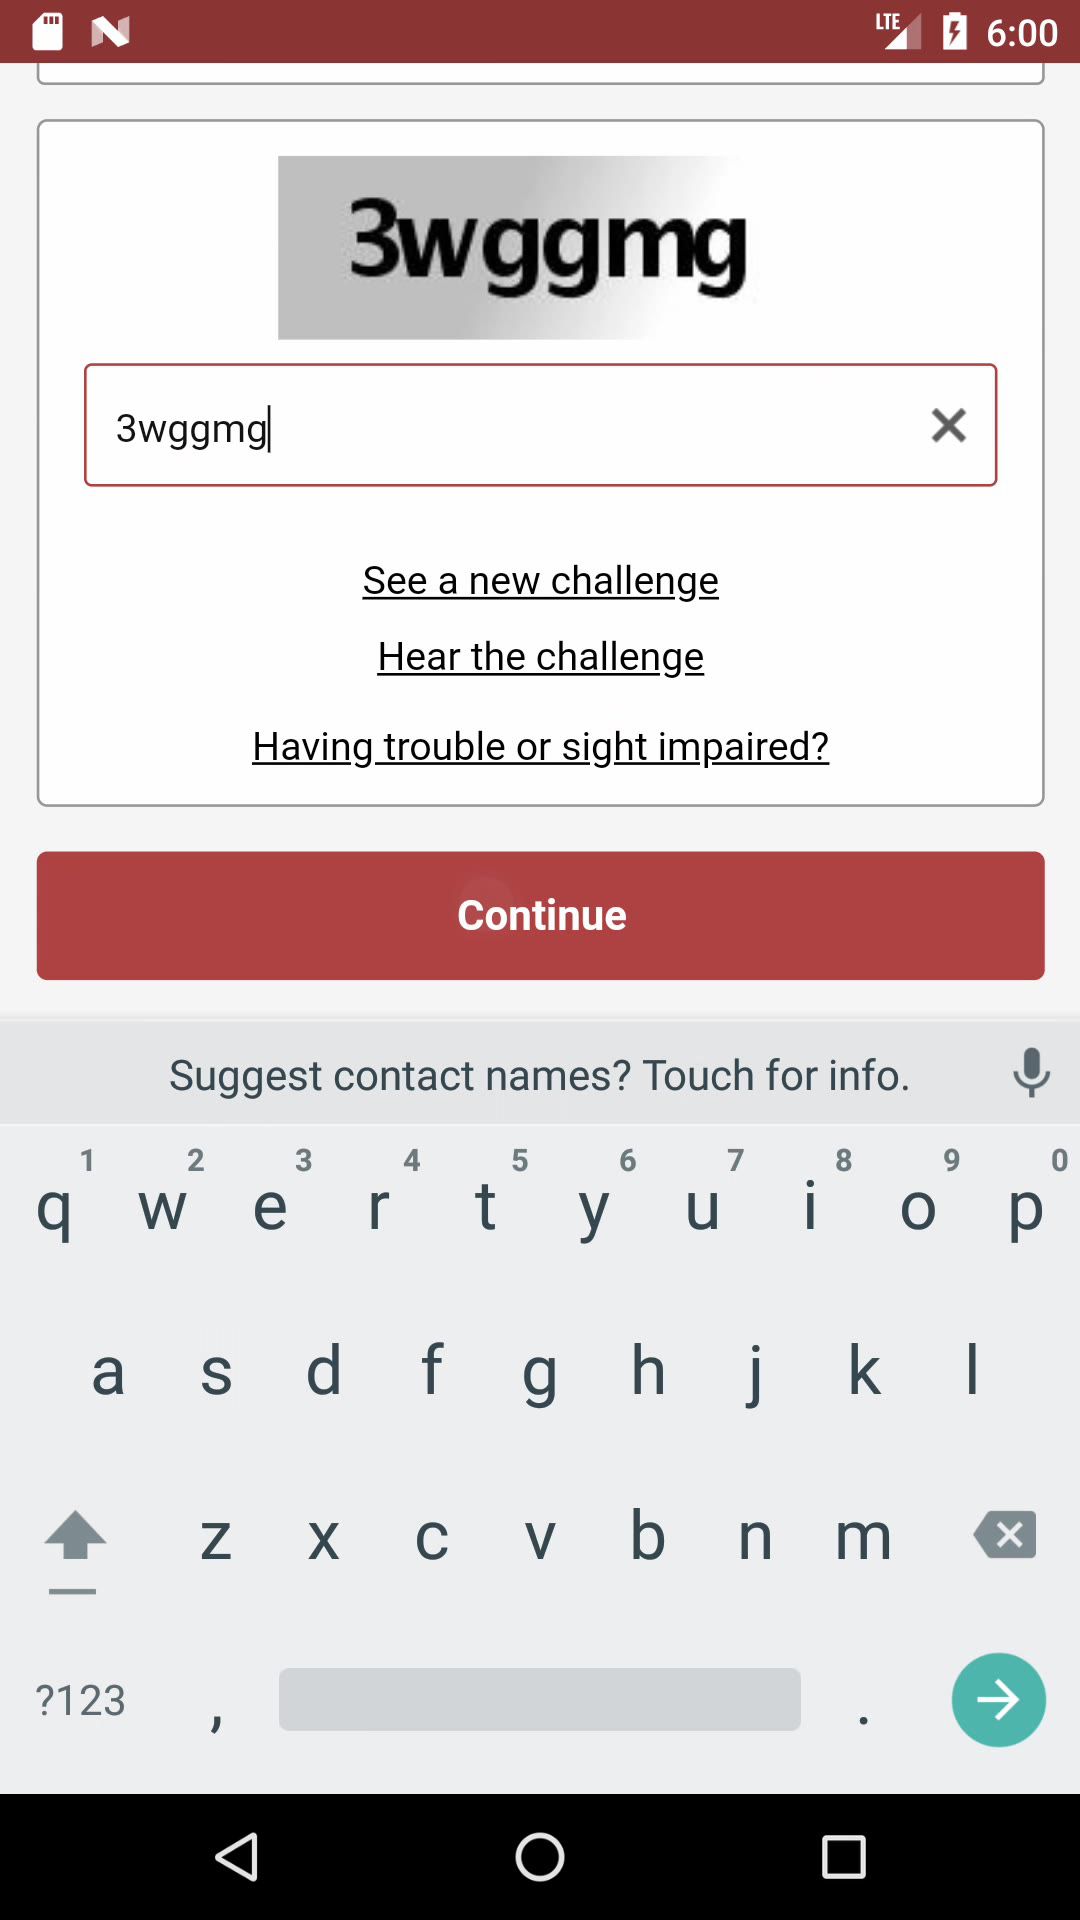 LTE 6:00
3wggmg
3wggmg
See a new challenge
Hear the challenge
Having trouble or sight impaired?
Continue
Suggest contact names? Touch for info.
1 2 3 4 5 6 7 8 9 0
q w e r t y u i o p
a s d f g h j k l
z x c v b n m
?123 , .